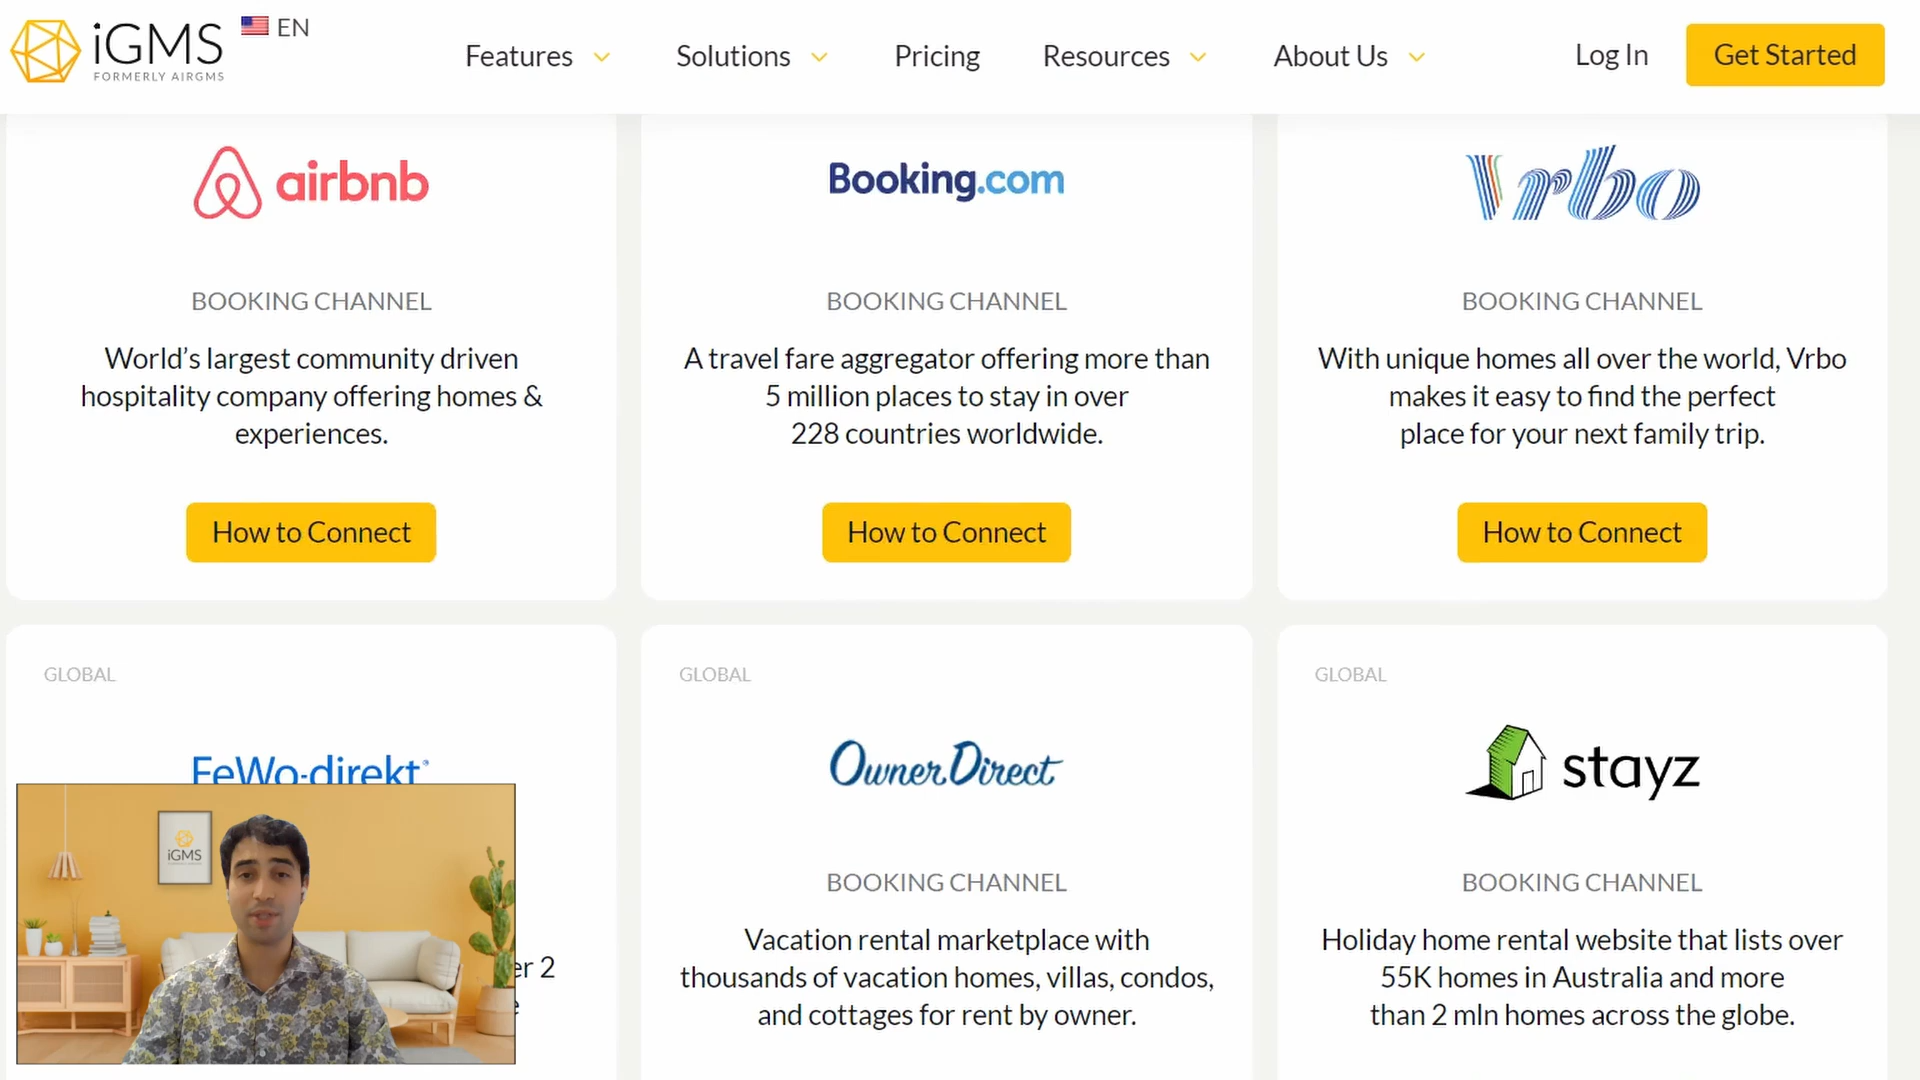 iGMS
FORMERLY AIRGMS
EN
Features
Solutions
Pricing
Resources
About Us
Log In
Get Started
airbnb
BOOKING CHANNEL
World’s largest community driven
hospitality company offering homes &
experiences.
How to Connect
Booking.com
BOOKING CHANNEL
A travel fare aggregator offering more than
5 million places to stay in over
228 countries worldwide.
How to Connect
Vrbo
BOOKING CHANNEL
With unique homes all over the world, Vrbo
makes it easy to find the perfect
place for your next family trip.
How to Connect
GLOBAL
FeWo-direkt
er 2
GLOBAL
Owner Direct
BOOKING CHANNEL
Vacation rental marketplace with
thousands of vacation homes, villas, condos,
and cottages for rent by owner.
GLOBAL
stayz
BOOKING CHANNEL
Holiday home rental website that lists over
55K homes in Australia and more
than 2 mln homes across the globe.
iGMS